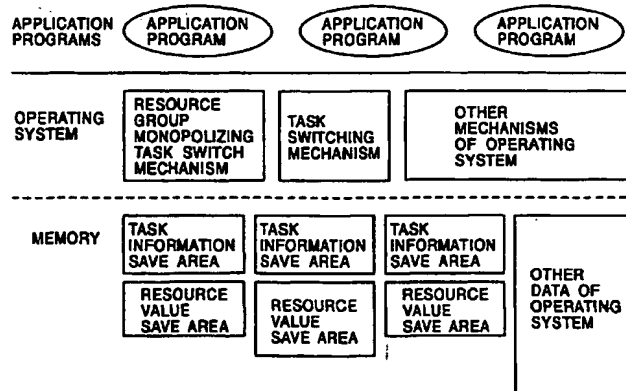 APPLICATION
PROGRAMS
APPLICATION
PROGRAM
APPLICATION
PROGRAM
APPLICATION
PROGRAM
OPERATING
SYSTEM
RESOURCE
GROUP
MONOPOLIZING
TASK SWITCH
MECHANISM
TASK
SWITCHING
MECHANISM
OTHER
MECHANISMS
OF OPERATING
SYSTEM
MEMORY
TASK
INFORMATION
SAVE AREA
TASK
INFORMATION
SAVE AREA
TASK
INFORMATION
SAVE AREA
RESOURCE
VALUE
SAVE AREA
RESOURCE
VALUE
SAVE AREA
RESOURCE
VALUE
SAVE AREA
OTHER
DATA OF
OPERATING
SYSTEM